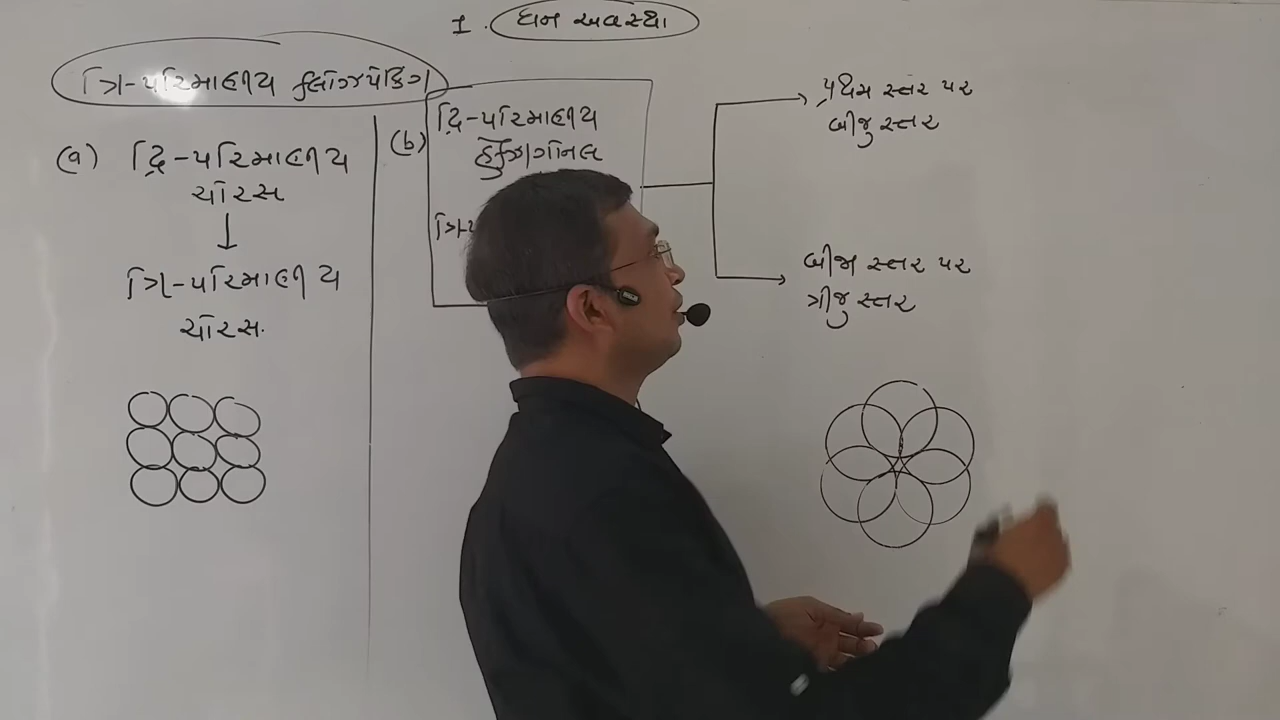 1. ઘન અવસ્થા
ત્રિ-પરિમાણીય ક્લોઝપેકિંગ
(a) દ્વિ-પરિમાણીય
ચોરસ
ત્રિ-પરિમાણીય
ચોરસ.
(b) દ્વિ-પરિમાણીય
હેક્ઝાગોનલ
પ્રથમ સ્તર પર
બીજુ સ્તર
બીજા સ્તર પર
ત્રીજુ સ્તર